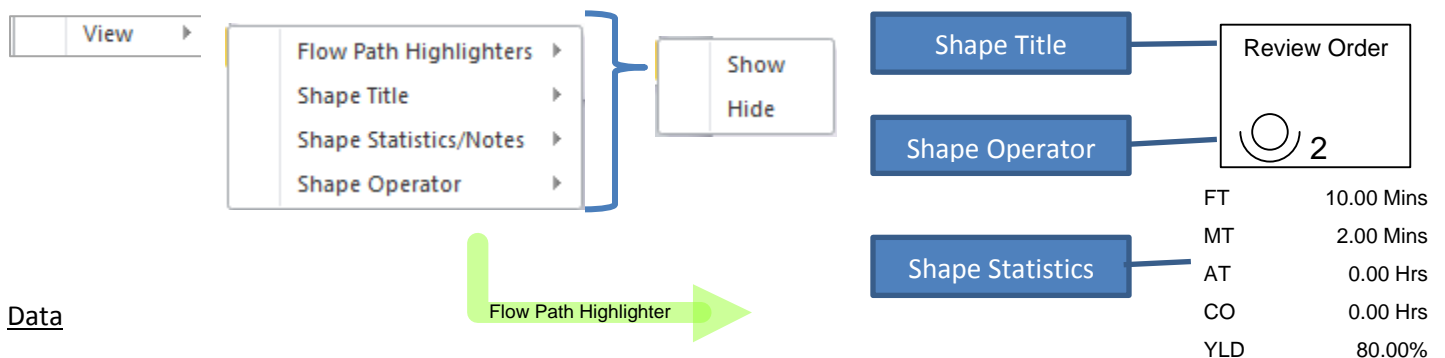 View
Flow Path Highlighters
Shape Title
Shape Statistics/Notes
Shape Operator
Show
Hide
Shape Title
Shape Operator
Shape Statistics
Review Order
2
FT 10.00 Mins
MT 2.00 Mins
AT 0.00 Hrs
CO 0.00 Hrs
YLD 80.00%
Flow Path Highlighter
Data